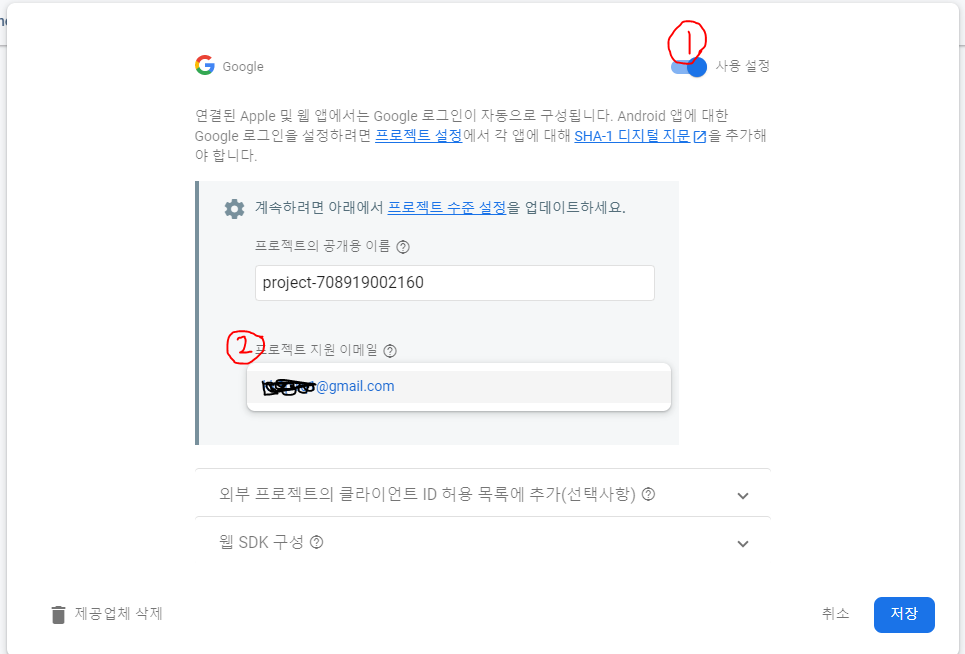 1
Google
사용 설정
연결된 Apple 및 웹 앱에서는 Google 로그인이 자동으로 구성됩니다. Android 앱에 대한
Google 로그인을 설정하려면 프로젝트 설정에서 각 앱에 대해 SHA-1 디지털 지문을 추가해
야 합니다.
계속하려면 아래에서 프로젝트 수준 설정을 업데이트하세요.
프로젝트의 공개용 이름
project-708919002160
2
프로젝트 지원 이메일
@gmail.com
외부 프로젝트의 클라이언트 ID 허용 목록에 추가(선택사항)
웹 SDK 구성
제공업체 삭제
취소
저장